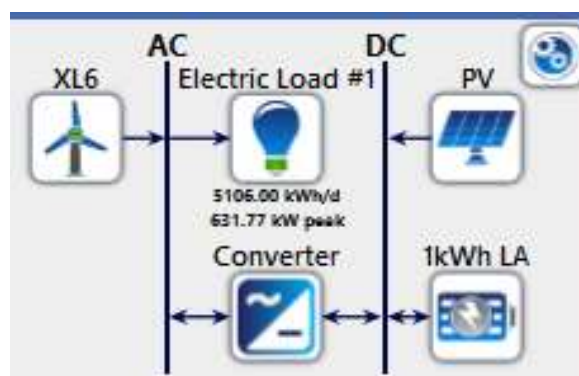 AC DC
XL6 Electric Load #1 PV
5106.00 kWh/d
631.77 kW peak
Converter 1kWh LA